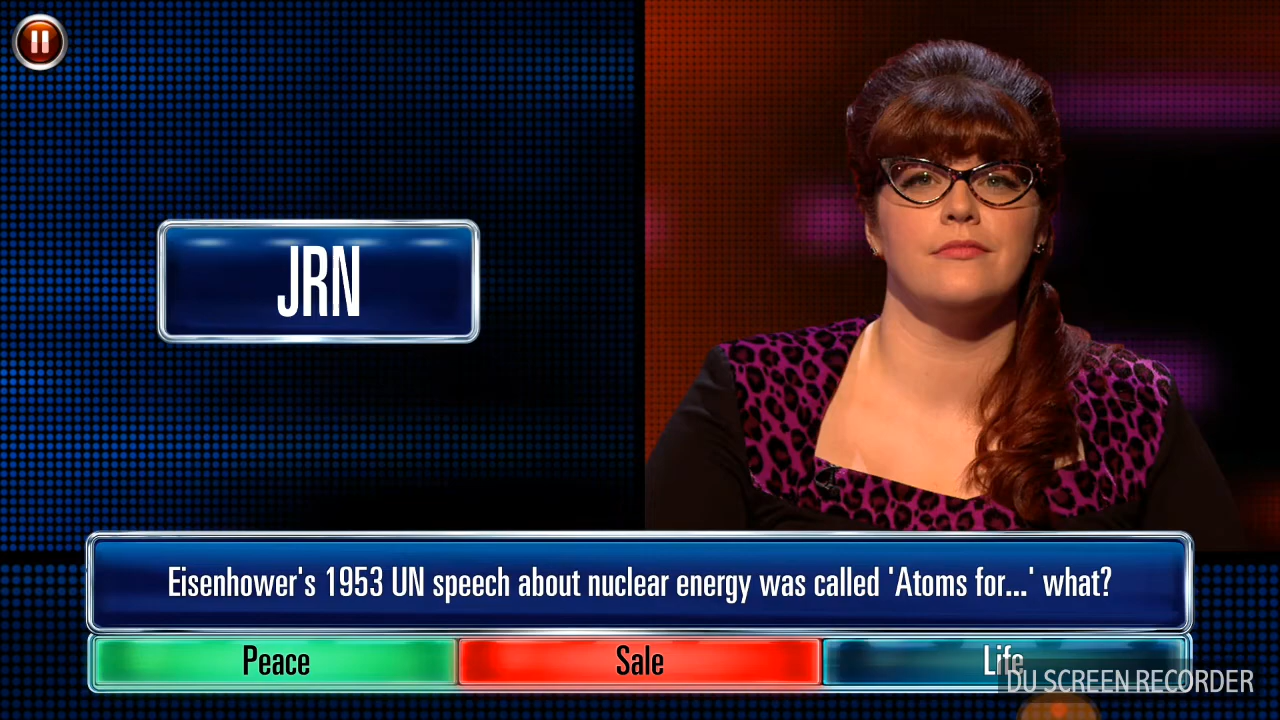 JRN
Eisenhower's 1953 UN speech about nuclear energy was called 'Atoms for...' what?
Peace
Sale
Life
DU SCREEN RECORDER